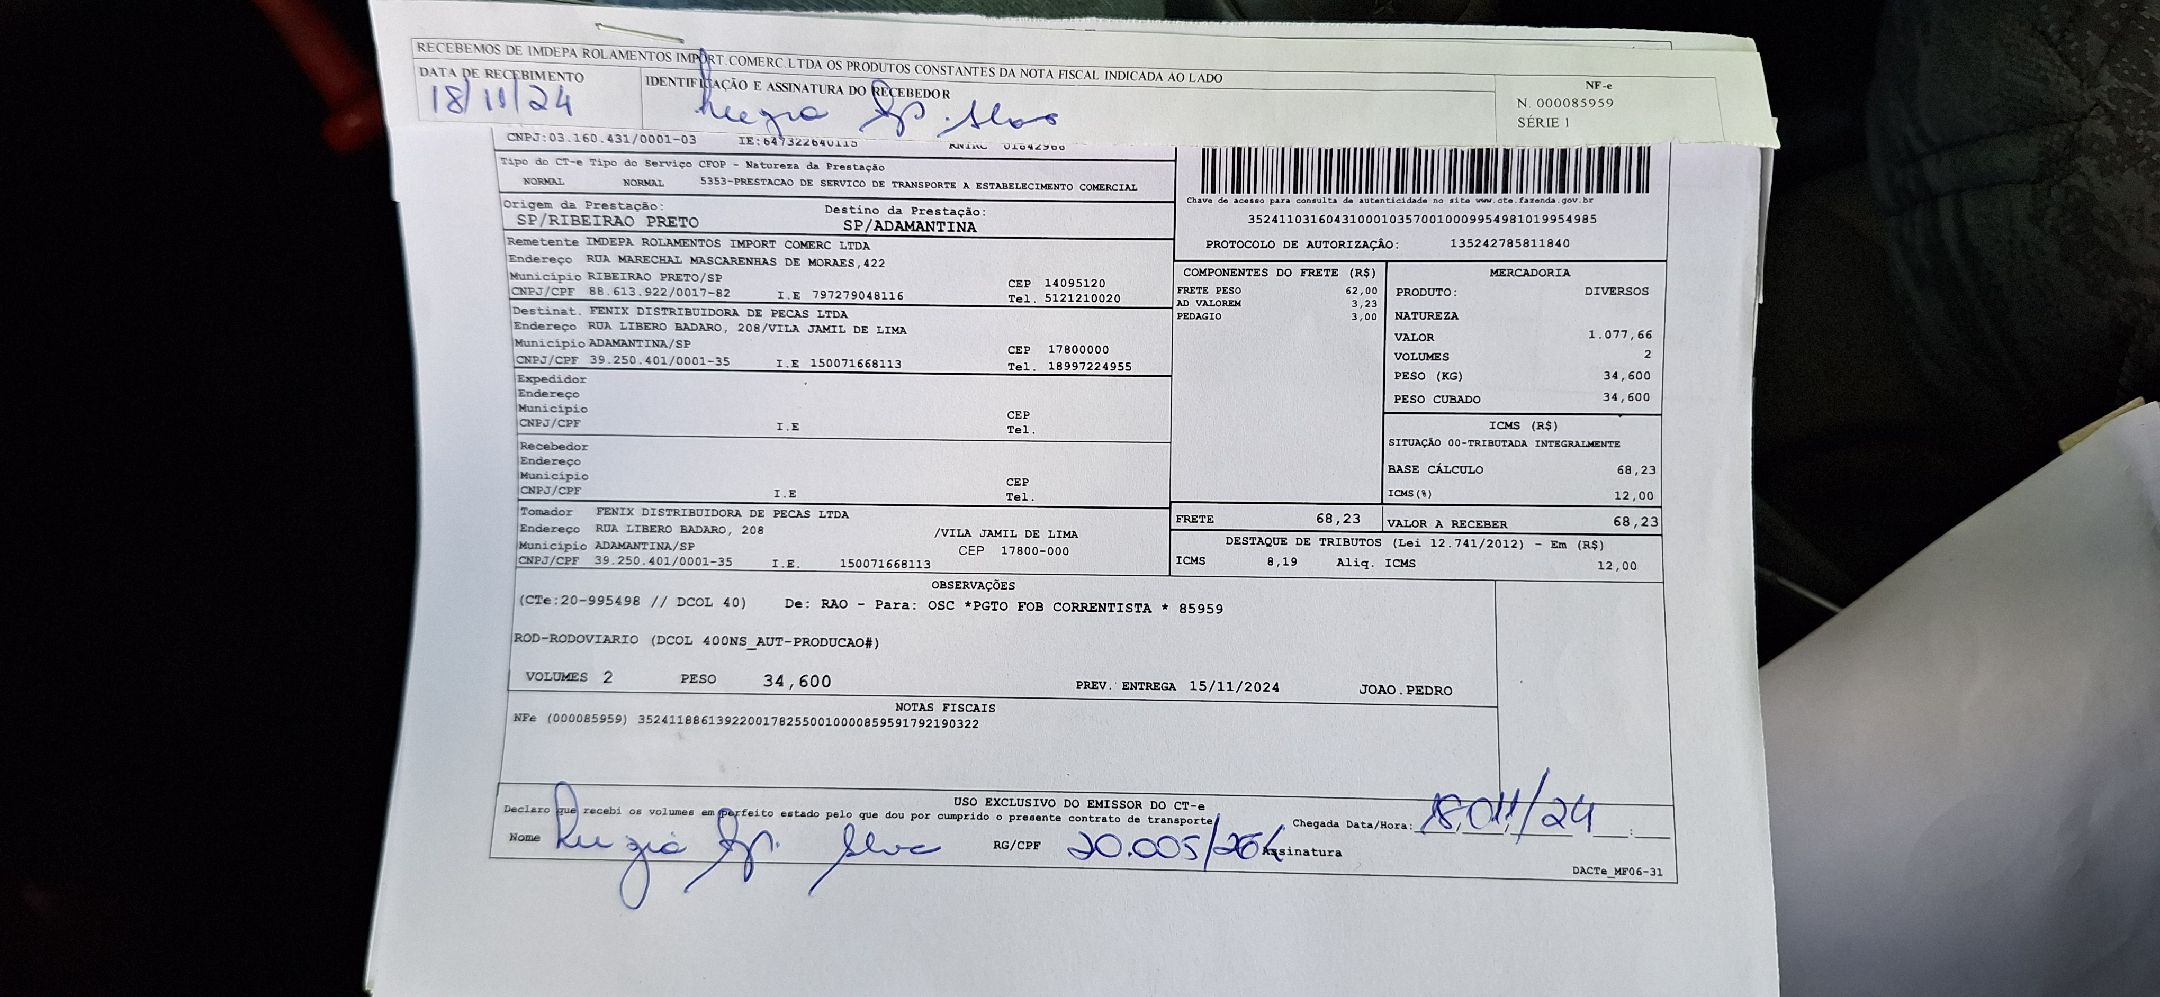 RECEBEMOS DE IMDEPA ROLAMENTOS IMPORT COMERC LTDA OS PRODUTOS CONSTANTES DA NOTA FISCAL INDICADA AO LADO
DATA DE RECEBIMENTO
18/11/24
IDENTIFICAÇÃO E ASSINATURA DO RECEBEDOR
NF-e
N. 000085959
SÉRIE 1
CNPJ:03.160.431/0001-03 IE:647322640115 RNTRC 01642966
Tipo do CT-e Tipo do Serviço CFOP - Natureza da Prestação
NORMAL NORMAL 5353-PRESTACAO DE SERVICO DE TRANSPORTE A ESTABELECIMENTO COMERCIAL
Origem da Prestação: Destino da Prestação:
SP/RIBEIRAO PRETO SP/ADAMANTINA
Chave de acesso para consulta de autenticidade no site www.cte.fazenda.gov.br
35241103160431000103570010009954981019954985
PROTOCOLO DE AUTORIZAÇÂO: 135242785811840
Remetente IMDEPA ROLAMENTOS IMPORT COMERC LTDA
Endereço RUA MARECHAL MASCARENHAS DE MORAES,422
Município RIBEIRAO PRETO/SP CEP 14095120
CNPJ/CPF 88.613.922/0017-82 I.E 797279048116 Tel. 5121210020
Destinat. FENIX DISTRIBUIDORA DE PECAS LTDA
Endereço RUA LIBERO BADARO, 208/VILA JAMIL DE LIMA
Município ADAMANTINA/SP CEP 17800000
CNPJ/CPF 39.250.401/0001-35 I.E 150071668113 Tel. 18997224955
Expedidor
Endereço
Município CEP
CNPJ/CPF I.E Tel.
Recebedor
Endereço
Município CEP
CNPJ/CPF I.E Tel.
Tomador FENIX DISTRIBUIDORA DE PECAS LTDA
Endereço RUA LIBERO BADARO, 208 /VILA JAMIL DE LIMA
Município ADAMANTINA/SP CEP 17800-000
CNPJ/CPF 39.250.401/0001-35 I.E. 150071668113
COMPONENTES DO FRETE (R$)
FRETE PESO 62,00
AD VALOREM 3,23
PEDAGIO 3,00
MERCADORIA
PRODUTO: DIVERSOS
NATUREZA
VALOR 1.077,66
VOLUMES 2
PESO (KG) 34,600
PESO CUBADO 34,600
ICMS (R$)
SITUAÇÃO 00-TRIBUTADA INTEGRALMENTE
BASE CÁLCULO 68,23
ICMS(%) 12,00
FRETE 68,23 VALOR A RECEBER 68,23
DESTAQUE DE TRIBUTOS (Lei 12.741/2012) - Em (R$)
ICMS 8,19 Aliq. ICMS 12,00
OBSERVAÇÕES
(CTe:20-995498 // DCOL 40) De: RAO - Para: OSC *PGTO FOB CORRENTISTA * 85959
ROD-RODOVIARIO (DCOL 400NS_AUT-PRODUCAO#)
VOLUMES 2 PESO 34,600 PREV. ENTREGA 15/11/2024 JOAO.PEDRO
NOTAS FISCAIS
NFe (000085959) 35241188613922001782550010000859591792190322
USO EXCLUSIVO DO EMISSOR DO CT-e
Declaro que recebi os volumes em perfeito estado pelo que dou por cumprido o presente contrato de transporte
Chegada Data/Hora: 18/11/24 :
Nome RG/CPF Assinatura
DACTe_MF06-31